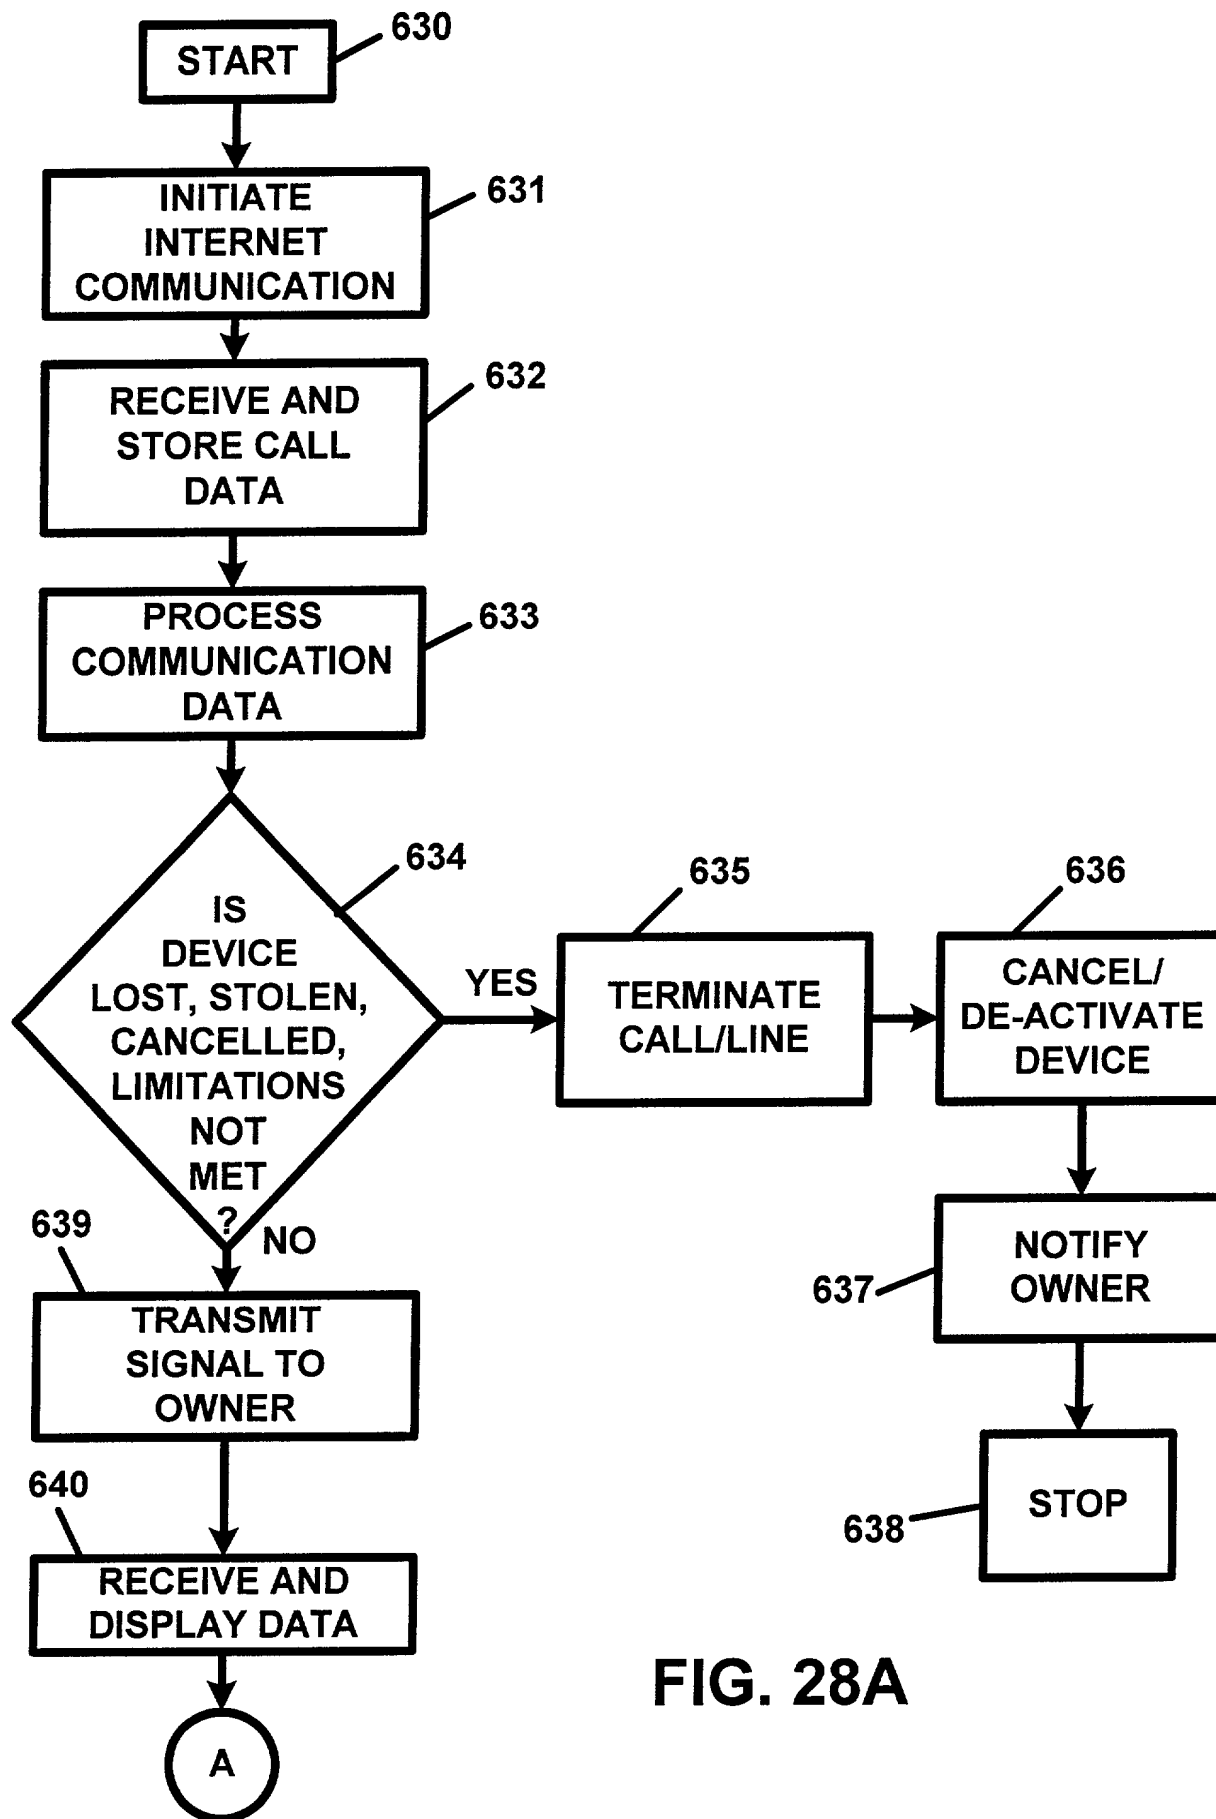 START
630
INITIATE
INTERNET
COMMUNICATION
631
RECEIVE AND
STORE CALL
DATA
632
PROCESS
COMMUNICATION
DATA
633
IS
DEVICE
LOST, STOLEN,
CANCELLED,
LIMITATIONS
NOT
MET
?
634
YES
TERMINATE
CALL/LINE
635
CANCEL/
DE-ACTIVATE
DEVICE
636
NOTIFY
OWNER
637
STOP
638
NO
639
TRANSMIT
SIGNAL TO
OWNER
640
RECEIVE AND
DISPLAY DATA
A
FIG. 28A